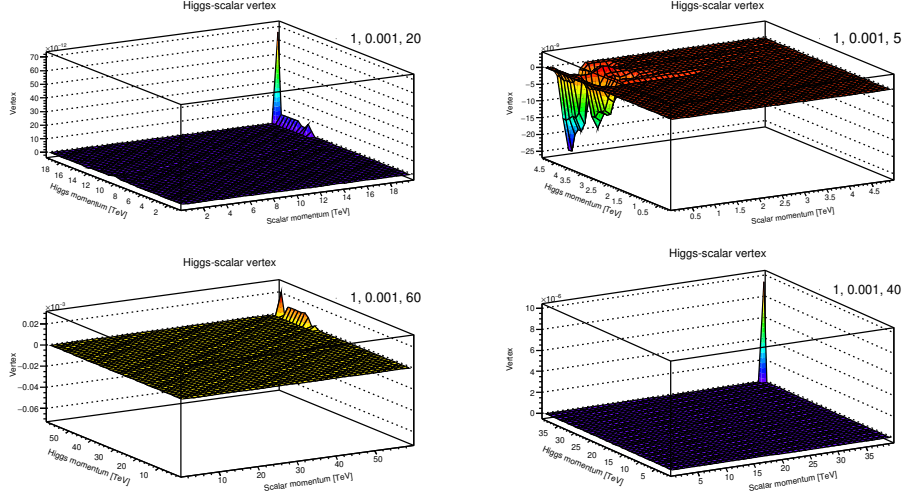 Higgs-scalar vertex
1, 0.001, 20
×10⁻¹²
Vertex
70
60
50
40
30
20
10
0
18 16 14 12 10 8 6 4 2
Higgs momentum [TeV]
2 4 6 8 10 12 14 16 18
Scalar momentum [TeV]
Higgs-scalar vertex
1, 0.001, 5
×10⁻⁹
Vertex
0
−5
−10
−15
−20
−25
4.5 4 3.5 3 2.5 2 1.5 1 0.5
Higgs momentum [TeV]
0.5 1 1.5 2 2.5 3 3.5 4 4.5
Scalar momentum [TeV]
Higgs-scalar vertex
1, 0.001, 60
×10⁻³
Vertex
0.02
0
−0.02
−0.04
−0.06
50 40 30 20 10
Higgs momentum [TeV]
10 20 30 40 50
Scalar momentum [TeV]
Higgs-scalar vertex
1, 0.001, 40
Vertex
10
8
6
4
2
0
35 30 25 20 15 10 5
Higgs momentum [TeV]
5 10 15 20 25 30 35
Scalar momentum [TeV]